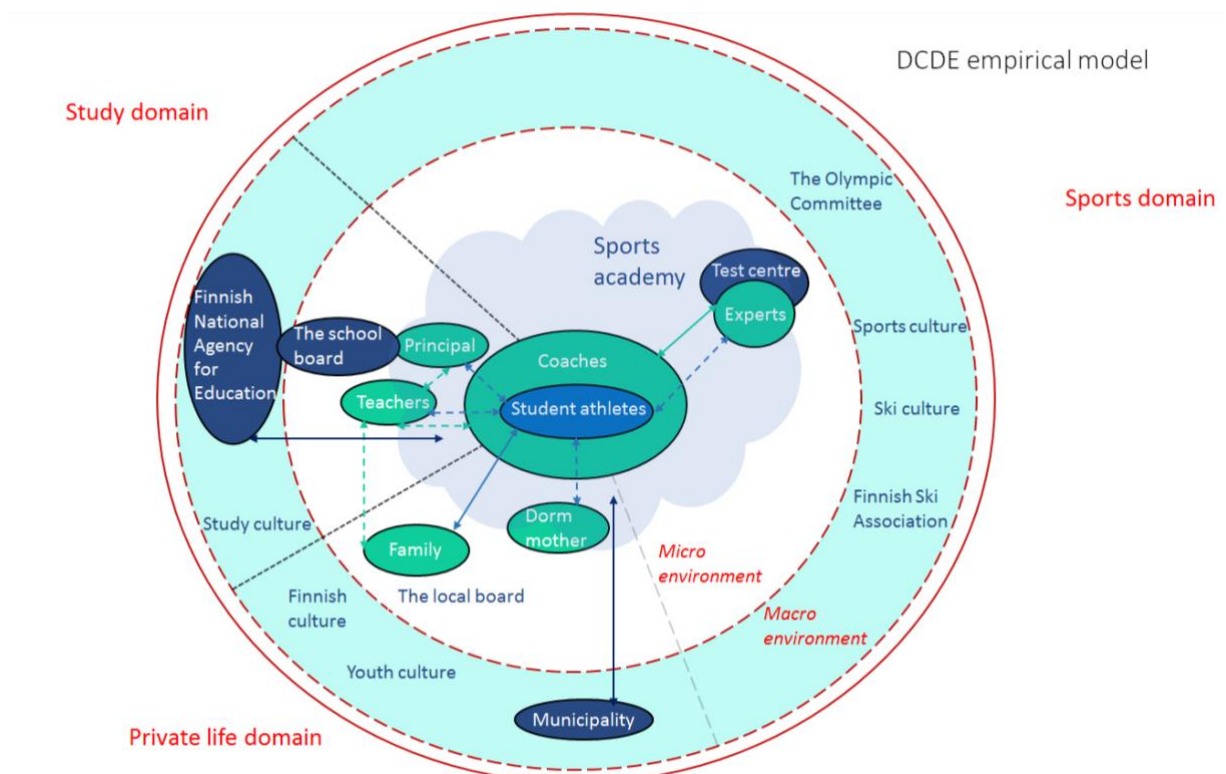 DCDE empirical model
Study domain
Sports domain
The Olympic
Committee
Sports
academy
Test centre
Experts
Finnish
National
Agency
for
Education
The school
board
Principal
Coaches
Sports culture
Teachers
Student athletes
Ski culture
Study culture
Finnish Ski
Association
Dorm
mother
Family
Micro
environment
Finnish
culture
The local board
Macro
environment
Youth culture
Municipality
Private life domain